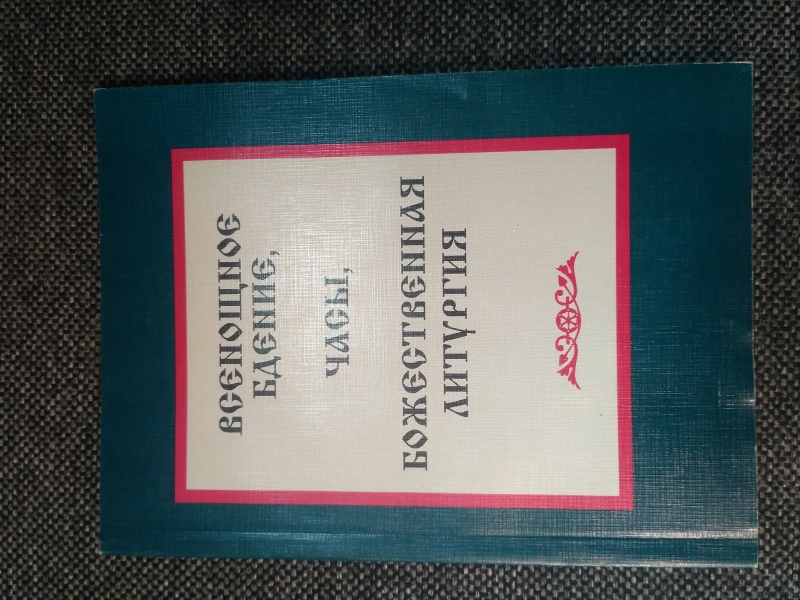 ВСЕНОЩНОЕ
БДЕНИЕ,
ЧАСЫ,
БОЖЕСТВЕННАЯ
ЛИТУРГИЯ